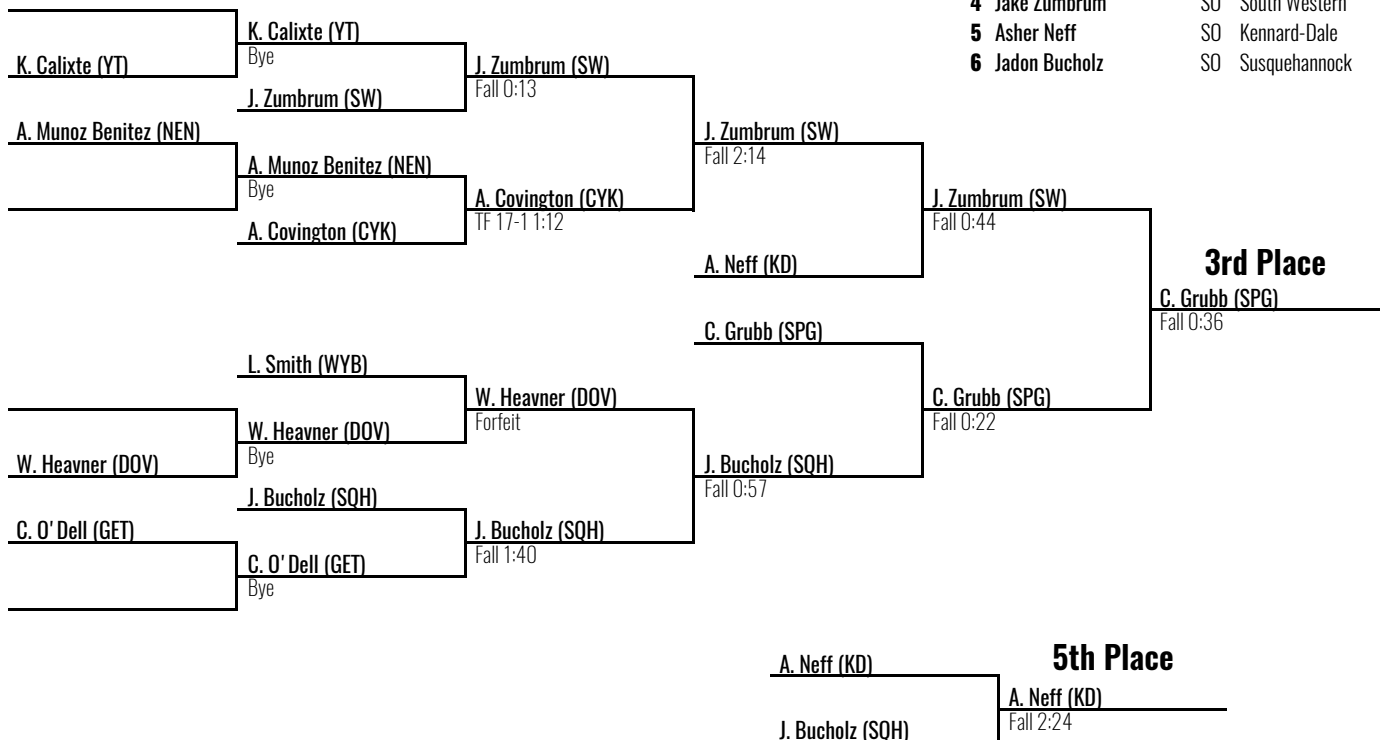 4 Jake Zumbrum SO South Western
5 Asher Neff SO Kennard-Dale
6 Jadon Bucholz SO Susquehannock
K. Calixte (YT)
K. Calixte (YT)
Bye
J. Zumbrum (SW)
J. Zumbrum (SW)
Fall 0:13
A. Munoz Benitez (NEN)
A. Munoz Benitez (NEN)
Bye
A. Covington (CYK)
A. Covington (CYK)
TF 17-1 1:12
J. Zumbrum (SW)
Fall 2:14
A. Neff (KD)
J. Zumbrum (SW)
Fall 0:44
3rd Place
C. Grubb (SPG)
Fall 0:36
C. Grubb (SPG)
C. Grubb (SPG)
Fall 0:22
L. Smith (WYB)
W. Heavner (DOV)
Forfeit
W. Heavner (DOV)
Bye
W. Heavner (DOV)
J. Bucholz (SQH)
Fall 0:57
J. Bucholz (SQH)
C. O'Dell (GET)
J. Bucholz (SQH)
Fall 1:40
C. O'Dell (GET)
Bye
5th Place
A. Neff (KD)
A. Neff (KD)
Fall 2:24
J. Bucholz (SQH)